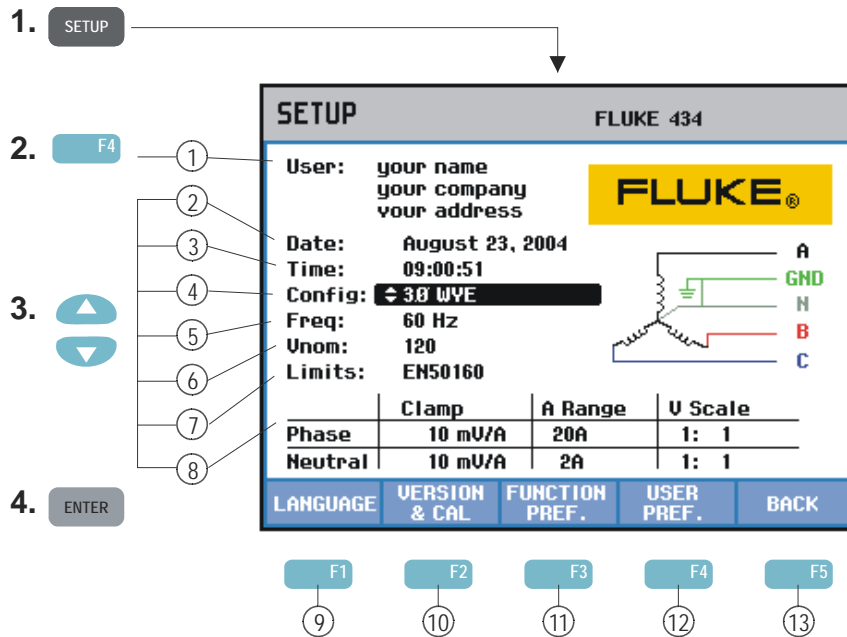 1. SETUP
SETUP FLUKE 434
2. F4
1
User: your name
your company
your address
FLUKE®
2
Date: August 23, 2004
3
Time: 09:00:51
4
Config: 3.Ø WYE
5
Freq: 60 Hz
6
Vnom: 120
7
Limits: EN50160
3.
A
GND
N
B
C
8
Clamp A Range V Scale
Phase 10 mV/A 20A 1: 1
Neutral 10 mV/A 2A 1: 1
4. ENTER
LANGUAGE VERSION & CAL FUNCTION PREF. USER PREF. BACK
F1 F2 F3 F4 F5
9 10 11 12 13